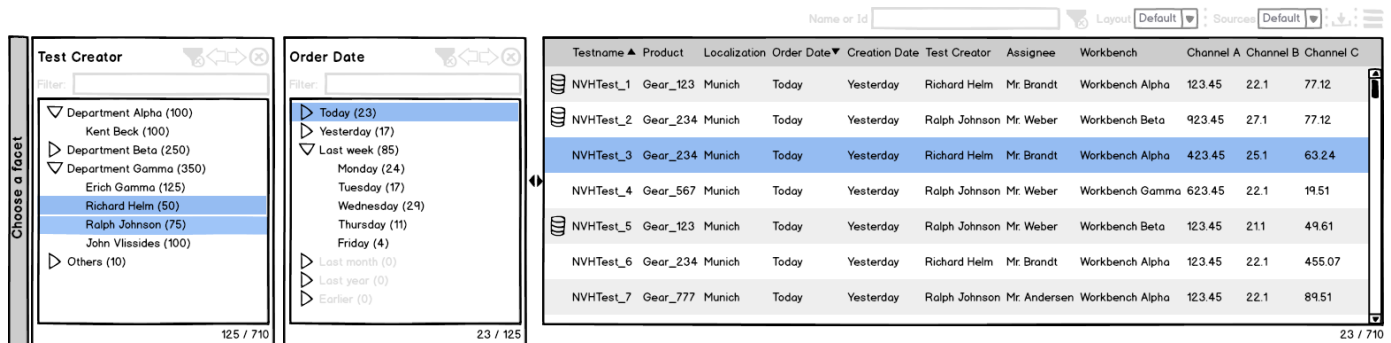 Name or Id Layout Default Sources Default
Choose a facet
Test Creator
Filter:
Department Alpha (100)
Kent Beck (100)
Department Beta (250)
Department Gamma (350)
Erich Gamma (125)
Richard Helm (50)
Ralph Johnson (75)
John Vlissides (100)
Others (10)
125 / 710
Order Date
Filter:
Today (23)
Yesterday (17)
Last week (85)
Monday (24)
Tuesday (17)
Wednesday (29)
Thursday (11)
Friday (4)
Last month (0)
Last year (0)
Earlier (0)
23 / 125
Testname Product Localization Order Date Creation Date Test Creator Assignee Workbench Channel A Channel B Channel C
NVHTest_1 Gear_123 Munich Today Yesterday Richard Helm Mr. Brandt Workbench Alpha 123.45 22.1 77.12
NVHTest_2 Gear_234 Munich Today Yesterday Ralph Johnson Mr. Weber Workbench Beta 923.45 27.1 77.12
NVHTest_3 Gear_234 Munich Today Yesterday Richard Helm Mr. Brandt Workbench Alpha 423.45 25.1 63.24
NVHTest_4 Gear_567 Munich Today Yesterday Ralph Johnson Mr. Weber Workbench Gamma 623.45 22.1 19.51
NVHTest_5 Gear_123 Munich Today Yesterday Ralph Johnson Mr. Weber Workbench Beta 123.45 21.1 49.61
NVHTest_6 Gear_234 Munich Today Yesterday Richard Helm Mr. Brandt Workbench Alpha 123.45 22.1 455.07
NVHTest_7 Gear_777 Munich Today Yesterday Ralph Johnson Mr. Andersen Workbench Alpha 123.45 22.1 89.51
23 / 710